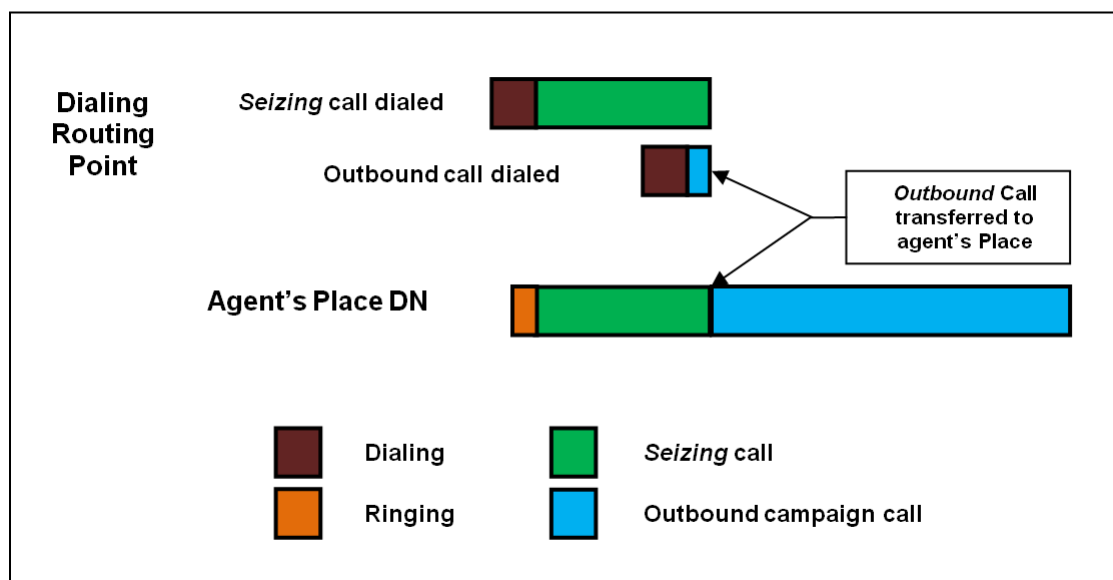 Dialing
Routing
Point
Seizing call dialed
Outbound call dialed
Outbound Call
transferred to
agent's Place
Agent's Place DN
Dialing
Seizing call
Ringing
Outbound campaign call